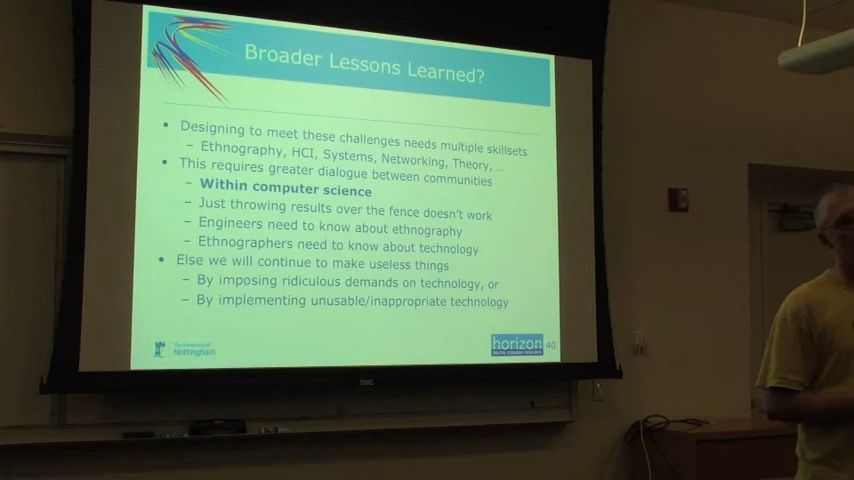 Broader Lessons Learned?
• Designing to meet these challenges needs multiple skillsets
– Ethnography, HCI, Systems, Networking, Theory, ...
• This requires greater dialogue between communities
– Within computer science
– Just throwing results over the fence doesn't work
– Engineers need to know about ethnography
– Ethnographers need to know about technology
• Else we will continue to make useless things
– By imposing ridiculous demands on technology, or
– By implementing unusable/inappropriate technology
The University of
Nottingham
horizon
DIGITAL ECONOMY RESEARCH
40